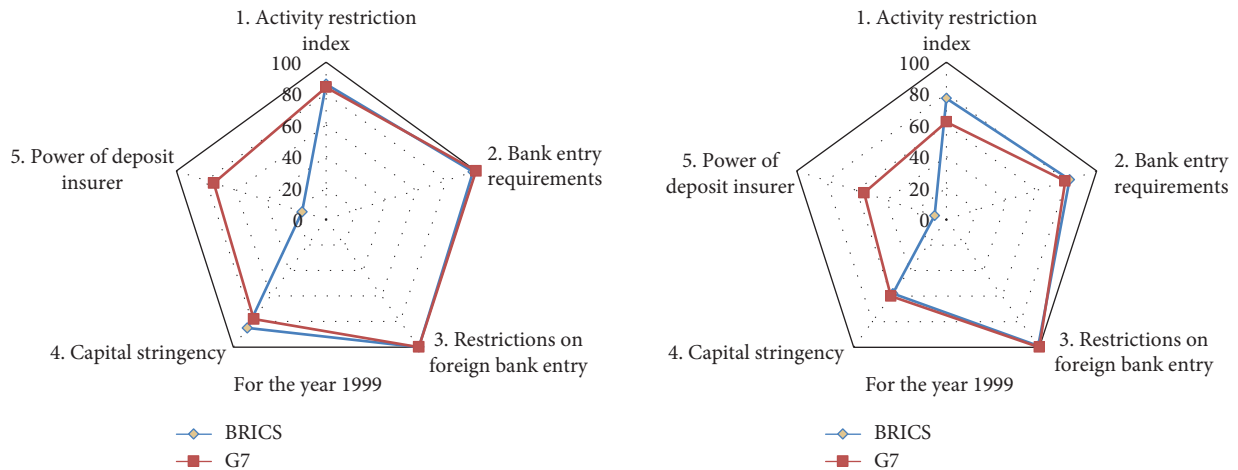 1. Activity restriction
index
100
80
60
40
20
0
5. Power of deposit
insurer
2. Bank entry
requirements
4. Capital stringency
3. Restrictions on
foreign bank entry
For the year 1999
BRICS
G7
1. Activity restriction
index
100
80
60
40
20
0
5. Power of
deposit insurer
2. Bank entry
requirements
4. Capital stringency
3. Restrictions on
foreign bank entry
For the year 1999
BRICS
G7